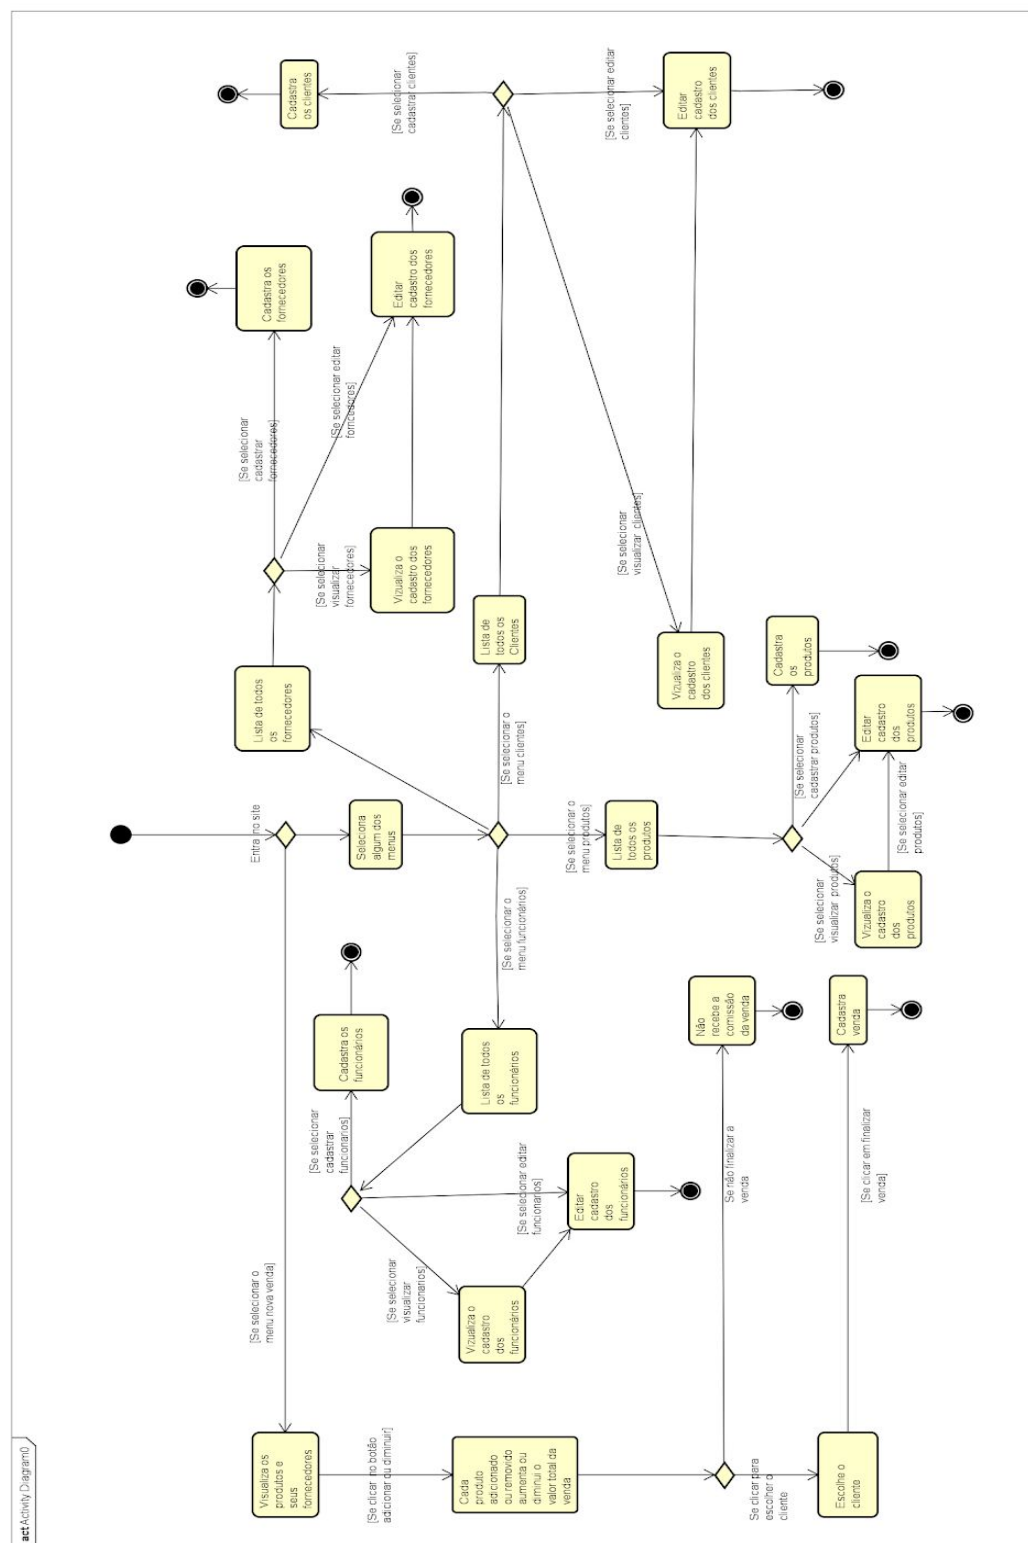 act Activity Diagram0
Entra no site
[Se selecionar o
menu nova venda]
Visualiza os
produtos e
seus
fornecedores
[Se clicar no botão
adicionar ou diminuir]
Cada
produto
adicionado
ou removido
aumenta ou
diminui o
valor total da
venda
Se não finalizar a
venda
Não
recebe a
comissão
da venda
Se clicar para
escolher o
cliente
Escolhe o
cliente
[Se clicar em finalizar
venda]
Cadastra
venda
Seleciona
algum dos
menus
[Se selecionar o
menu funcionários]
Lista de todos
os
funcionários
[Se selecionar
cadastrar
funcionarios]
Cadastra os
funcionários
[Se selecionar
visualizar
funcionarios]
Vizualiza o
cadastro
dos
funcionários
[Se selecionar editar
funcionarios]
Editar
cadastro
dos
funcionários
[Se selecionar o
menu produtos]
Lista de
todos os
produtos
[Se selecionar
visualizar produtos]
Vizualiza o
cadastro
dos
produtos
[Se selecionar editar
produtos]
Editar
cadastro
dos
produtos
[Se selecionar
cadastrar produtos]
Cadastra
os
produtos
Lista de todos
os
fornecedores
[Se selecionar
cadastrar
fornecedores]
Cadastra os
fornecedores
[Se selecionar
visualizar
fornecedores]
Vizualiza o
cadastro dos
fornecedores
[Se selecionar editar
fornecedores]
Editar
cadastro dos
fornecedores
[Se selecionar o
menu clientes]
Lista de
todos os
Clientes
[Se selecionar
cadastrar clientes]
Cadastra
os clientes
[Se selecionar
visualizar clientes]
Vizualiza o
cadastro
dos clientes
[Se selecionar editar
clientes]
Editar
cadastro
dos clientes